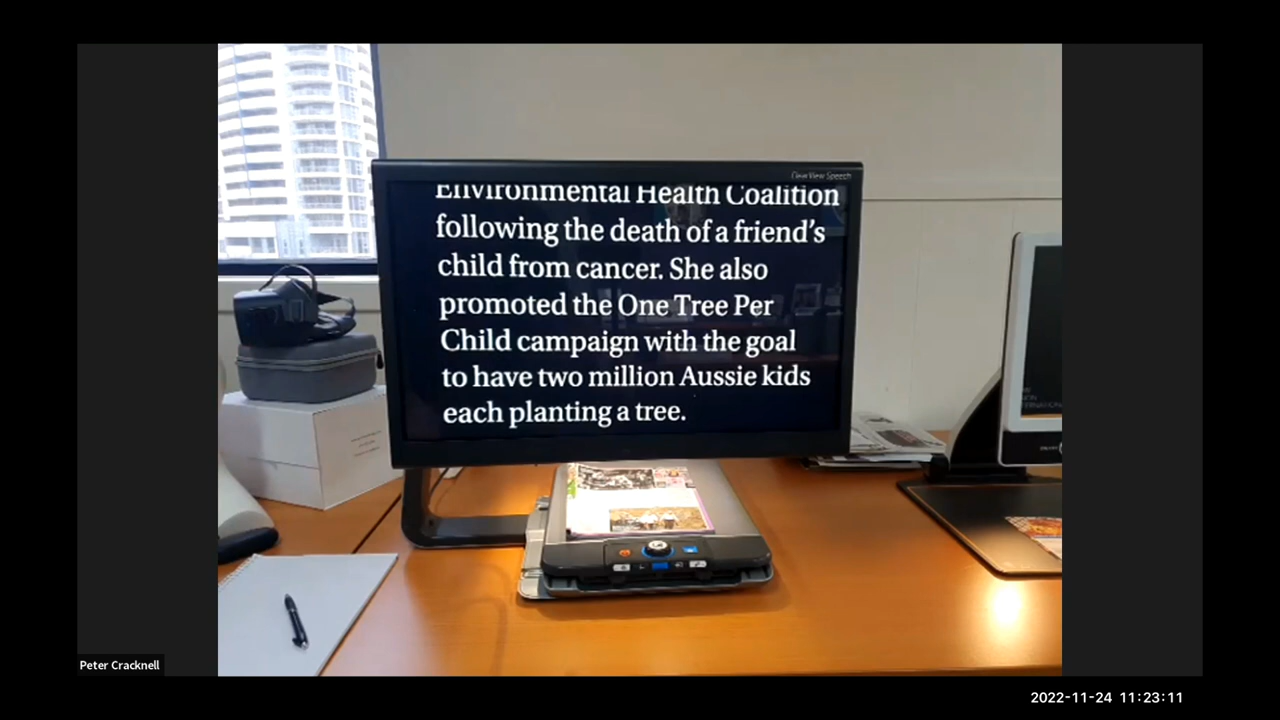 ClearView Speech
Environmental Health Coalition
following the death of a friend’s
child from cancer. She also
promoted the One Tree Per
Child campaign with the goal
to have two million Aussie kids
each planting a tree.
Peter Cracknell
2022-11-24 11:23:11